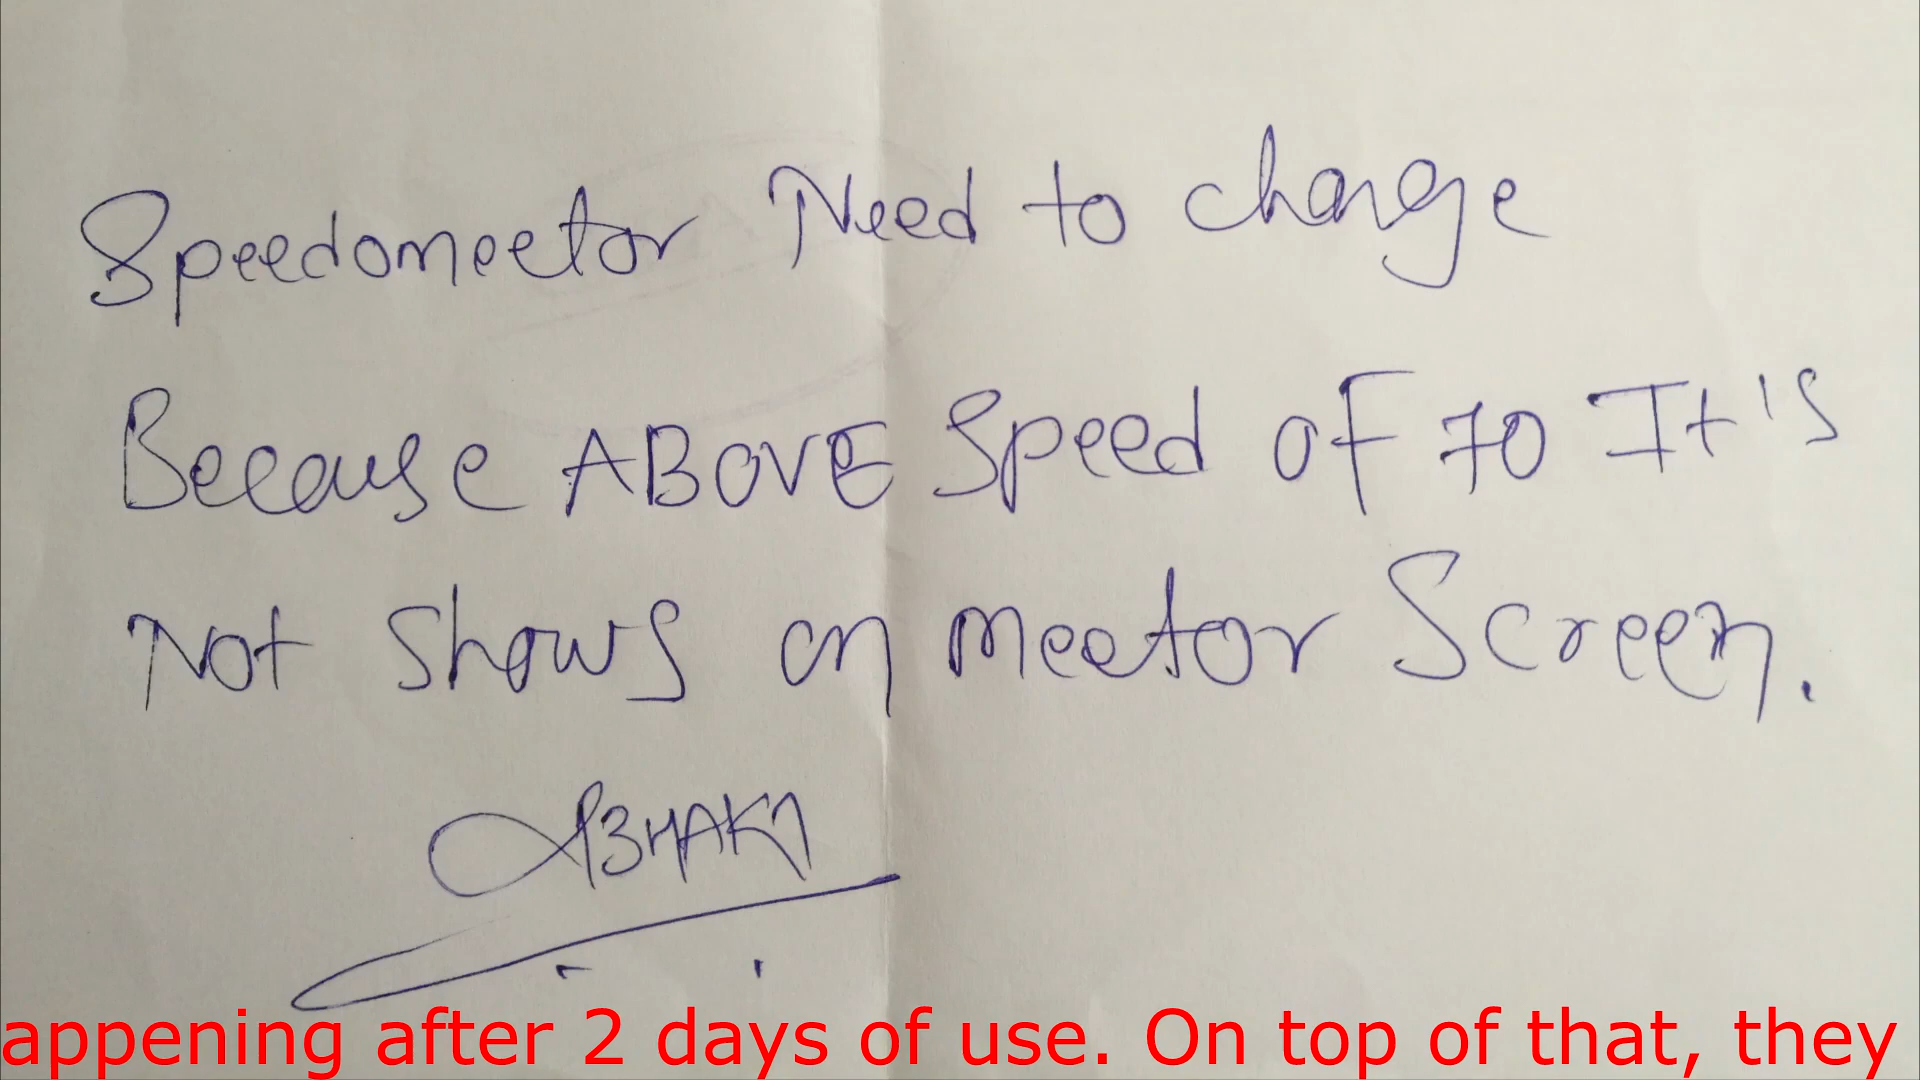 Speedomeetor Need to change
Because ABOVE Speed of 70 It's
Not Shows on meetor Screen.
appening after 2 days of use. On top of that, they